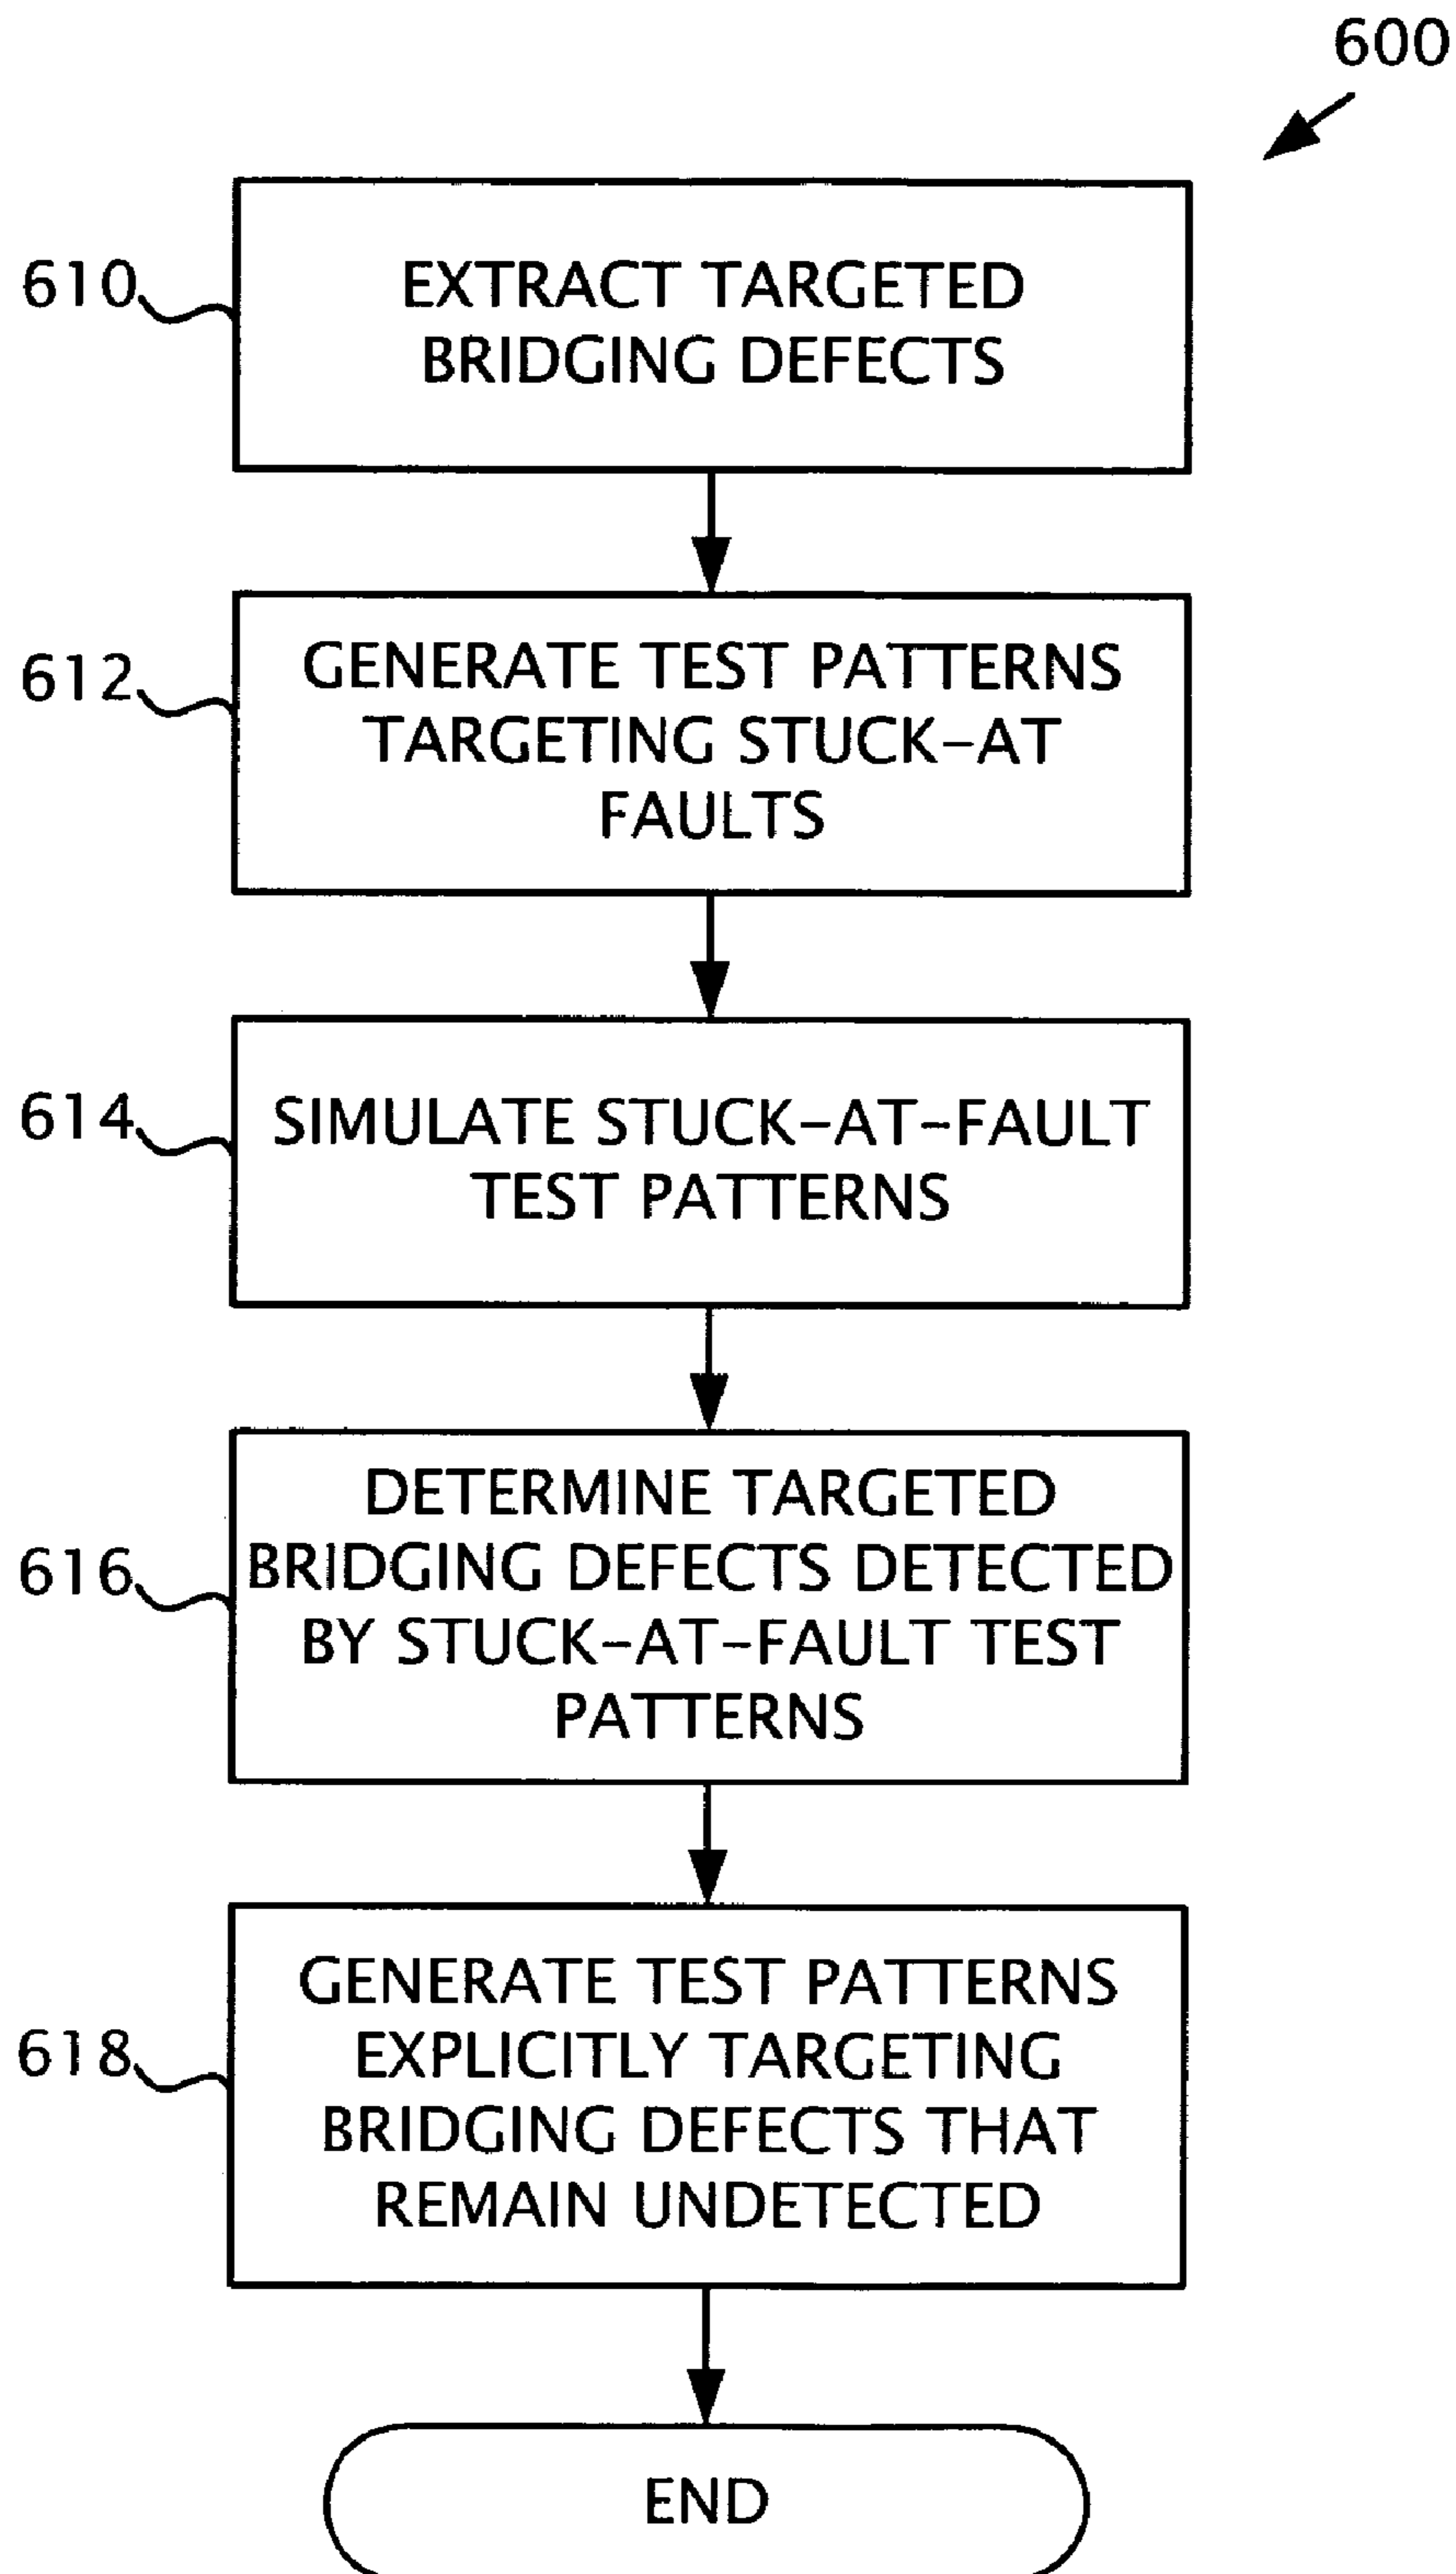 600
610
EXTRACT TARGETED
BRIDGING DEFECTS
612
GENERATE TEST PATTERNS
TARGETING STUCK-AT
FAULTS
614
SIMULATE STUCK-AT-FAULT
TEST PATTERNS
616
DETERMINE TARGETED
BRIDGING DEFECTS DETECTED
BY STUCK-AT-FAULT TEST
PATTERNS
618
GENERATE TEST PATTERNS
EXPLICITLY TARGETING
BRIDGING DEFECTS THAT
REMAIN UNDETECTED
END